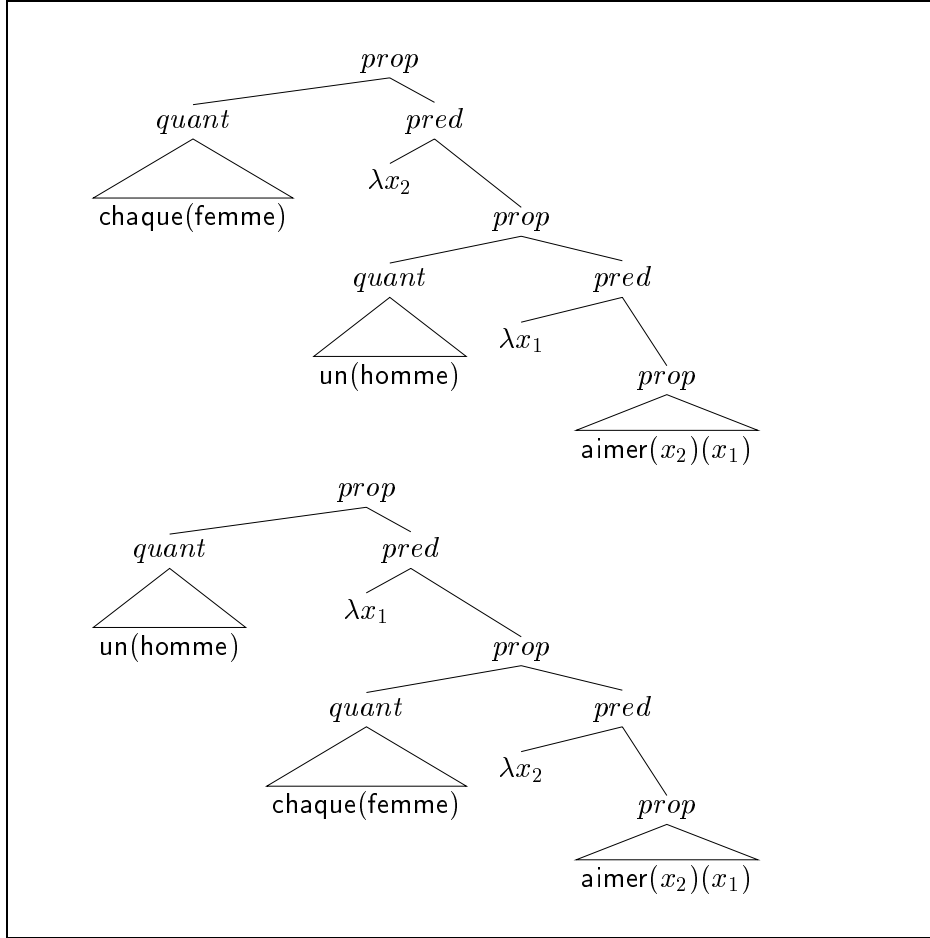 prop
quant pred
λx₂
chaque(femme) prop
quant pred
λx₁
un(homme) prop
aimer(x₂)(x₁)
prop
quant pred
λx₁
un(homme) prop
quant pred
λx₂
chaque(femme) prop
aimer(x₂)(x₁)